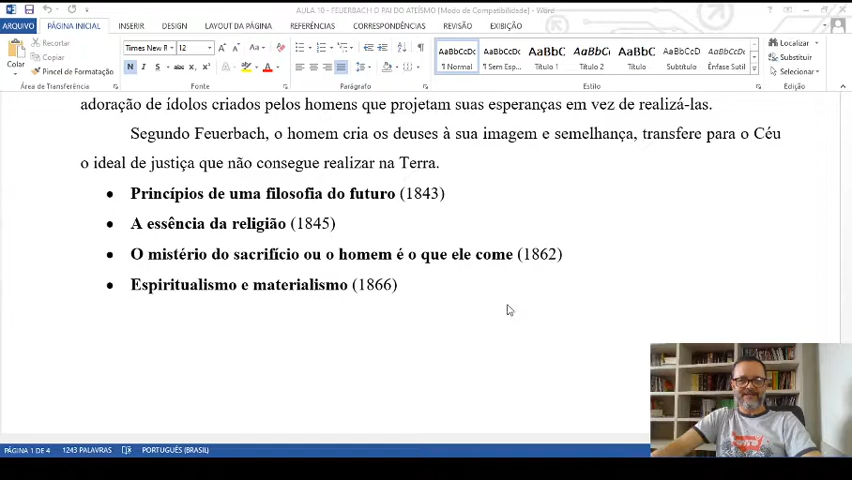 AULA 10 - FEUERBACH O PAI DO ATEÍSMO [Modo de Compatibilidade] - Word
ARQUIVO PÁGINA INICIAL INSERIR DESIGN LAYOUT DA PÁGINA REFERÊNCIAS CORRESPONDÊNCIAS REVISÃO EXIBIÇÃO
Colar
Recortar
Copiar
Pincel de Formatação
Área de Transferência
Times New R 12
N I S abc
Fonte
Parágrafo
AaBbCcDc AaBbCcDc AaBbC AaBbCc AaBbC AaBbCcD AaBbCcDc
¶ Normal ¶ Sem Esp... Título 1 Título 2 Título Subtítulo Ênfase Sutil
Estilo
Localizar
Substituir
Selecionar
Edição
adoração de ídolos criados pelos homens que projetam suas esperanças em vez de realizá-las.
Segundo Feuerbach, o homem cria os deuses à sua imagem e semelhança, transfere para o Céu
o ideal de justiça que não consegue realizar na Terra.
• Princípios de uma filosofia do futuro (1843)
• A essência da religião (1845)
• O mistério do sacrifício ou o homem é o que ele come (1862)
• Espiritualismo e materialismo (1866)
PÁGINA 1 DE 4 1243 PALAVRAS PORTUGUÊS (BRASIL)